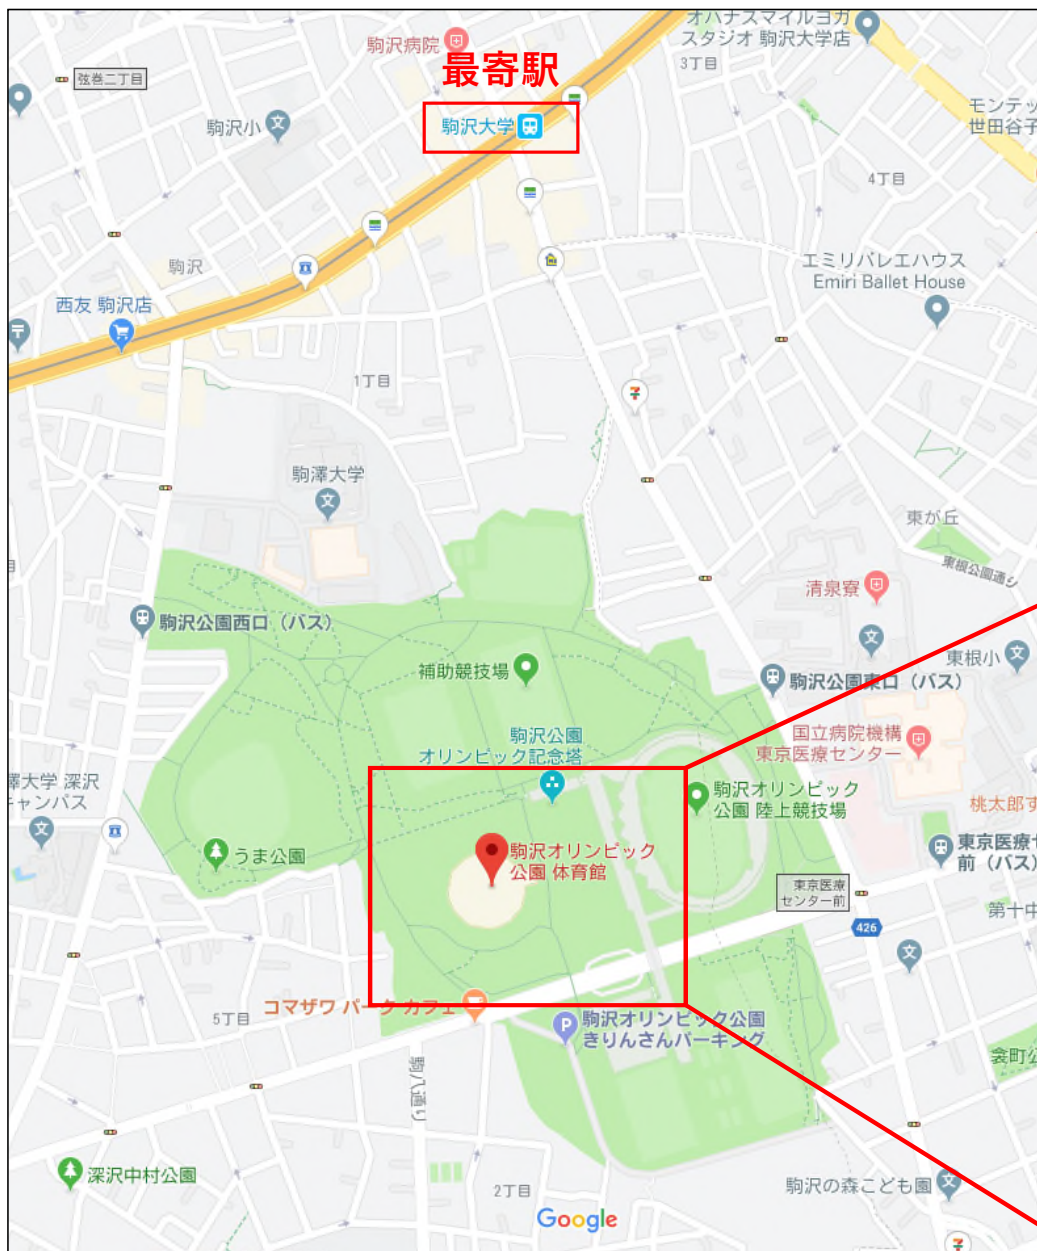 オハナスマイルヨガ
スタジオ 駒沢大学店
駒沢病院
最寄駅
3丁目
弦巻二丁目
駒沢小
駒沢大学
モンテッ
世田谷子
4丁目
駒沢
エミリバレエハウス
Emiri Ballet House
西友 駒沢店
1丁目
駒澤大学
東が丘
東根公園通り
清泉寮
駒沢公園西口（バス）
補助競技場
東根小
駒沢公園東口（バス）
駒沢公園
オリンピック記念塔
国立病院機構
東京医療センター
澤大学 深沢
キャンパス
駒沢オリンピック
公園 陸上競技場
桃太郎す
うま公園
駒沢オリンピック
公園 体育館
東京医療セ
前（バス）
東京医療
センター前
第十中
426
コマザワ パーク カフェ
5丁目
駒沢オリンピック公園
きりんさんパーキング
駒八通り
衾町公
深沢中村公園
2丁目
駒沢の森こども園
Google